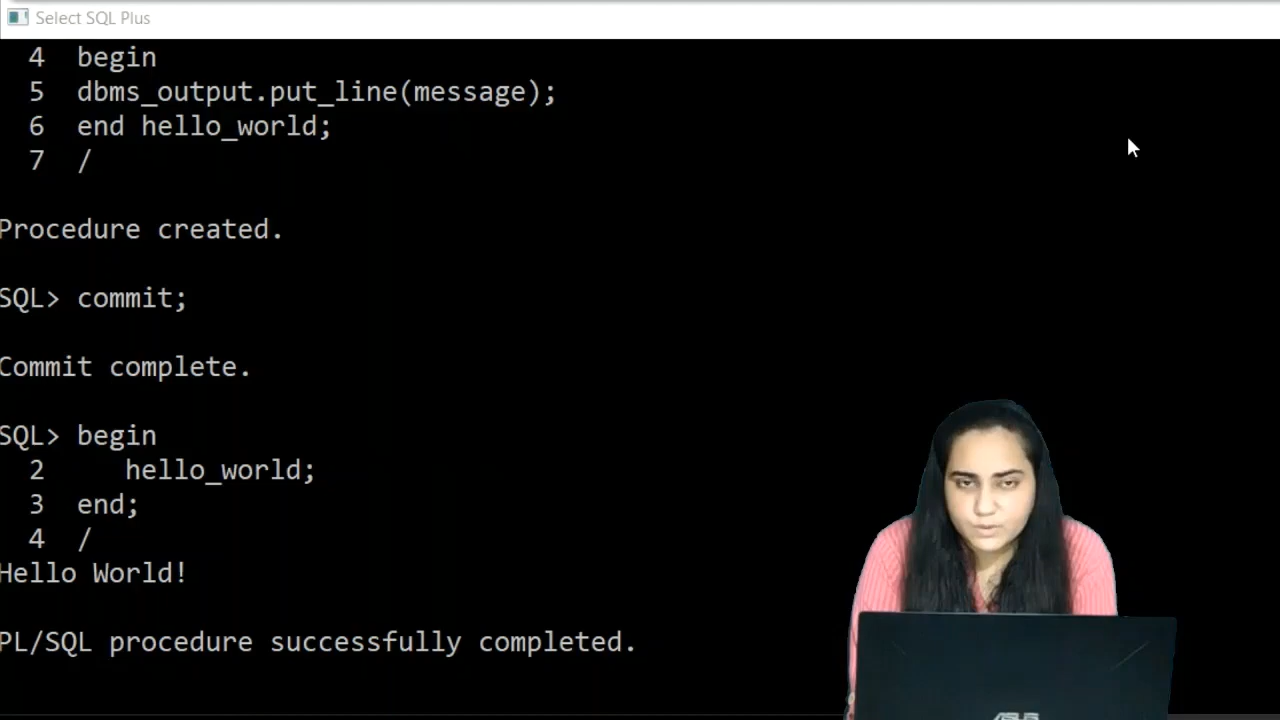 Select SQL Plus
4 begin
5 dbms_output.put_line(message);
6 end hello_world;
7 /
Procedure created.
SQL> commit;
Commit complete.
SQL> begin
2 hello_world;
3 end;
4 /
Hello World!
PL/SQL procedure successfully completed.